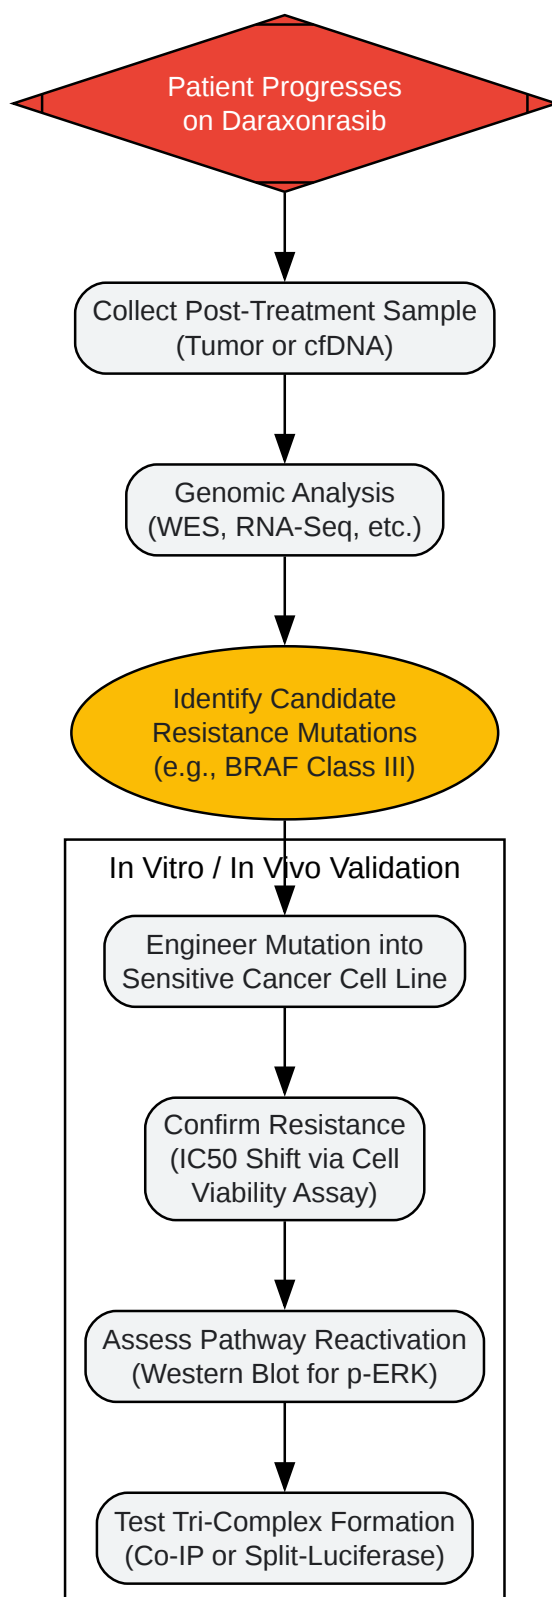 Patient Progresses
on Daraxonrasib
Collect Post-Treatment Sample
(Tumor or cfDNA)
Genomic Analysis
(WES, RNA-Seq, etc.)
Identify Candidate
Resistance Mutations
(e.g., BRAF Class III)
In Vitro / In Vivo Validation
Engineer Mutation into
Sensitive Cancer Cell Line
Confirm Resistance
(IC50 Shift via Cell
Viability Assay)
Assess Pathway Reactivation
(Western Blot for p-ERK)
Test Tri-Complex Formation
(Co-IP or Split-Luciferase)